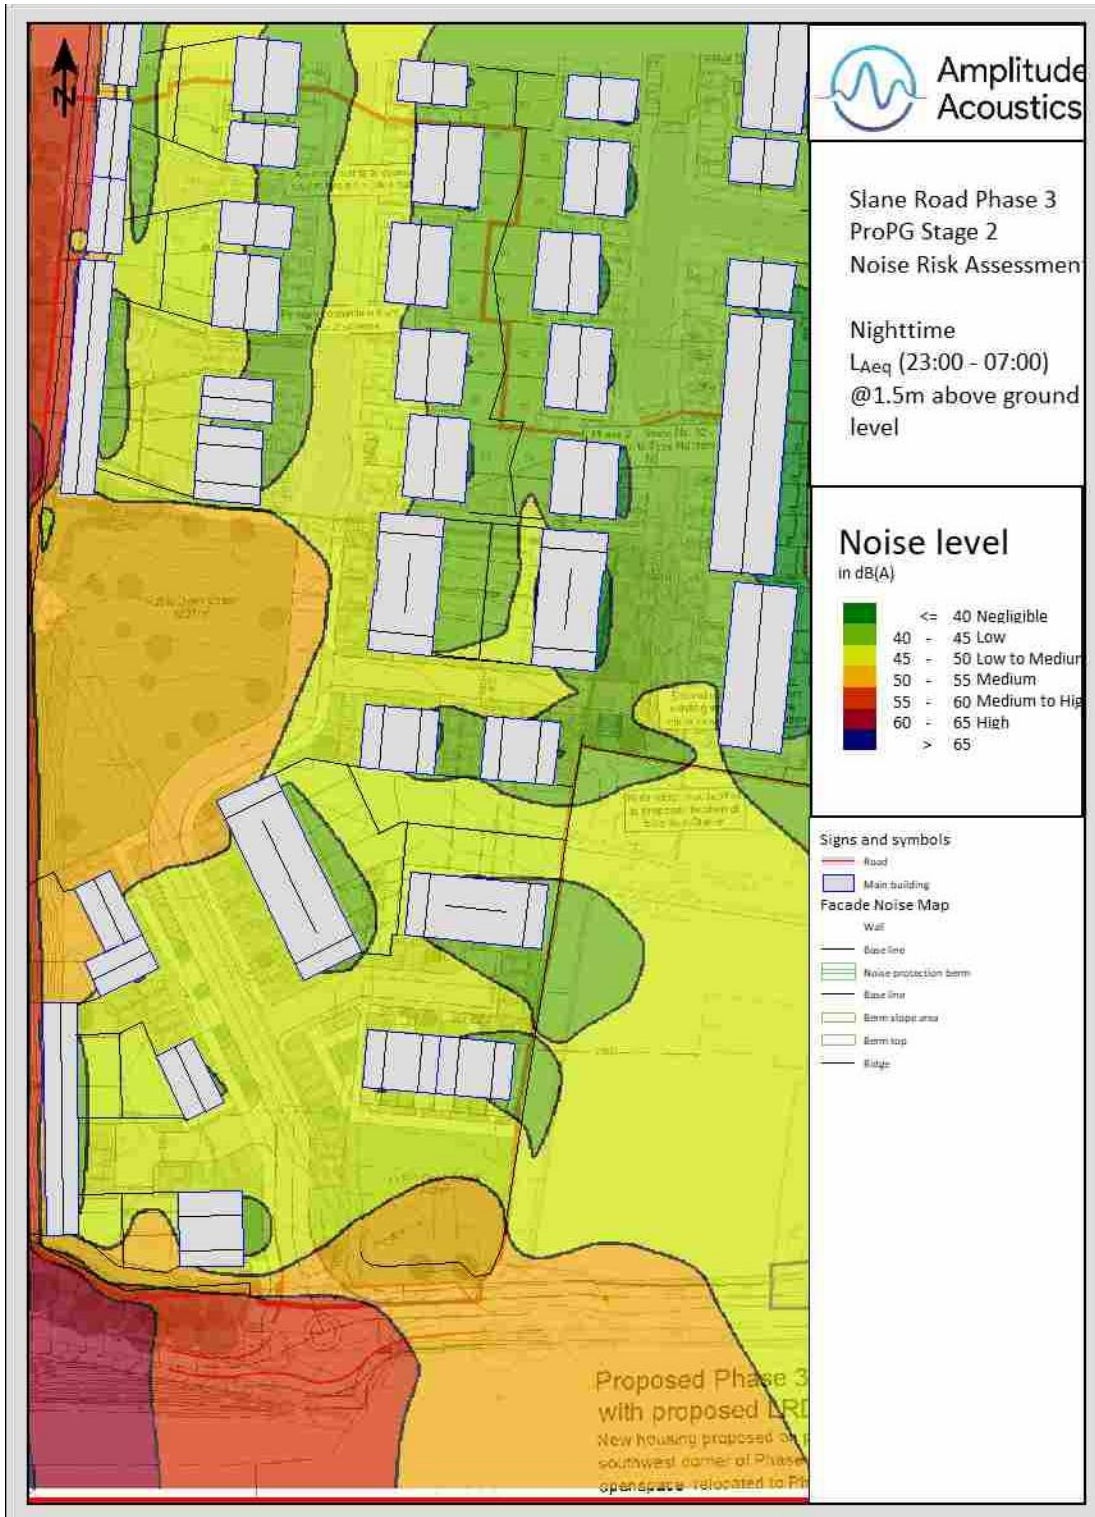 N
Amplitude
Acoustics
Slane Road Phase 3
ProPG Stage 2
Noise Risk Assessmen
Nighttime
LAeq (23:00 - 07:00)
@1.5m above ground
level
Noise level
in dB(A)
<= 40 Negligible
40 - 45 Low
45 - 50 Low to Medium
50 - 55 Medium
55 - 60 Medium to Hig
60 - 65 High
> 65
Signs and symbols
Road
Main building
Facade Noise Map
Wall
Base line
Noise protection berm
Base line
Berm slope area
Berm top
Ridge
Proposed Phase 3
with proposed LRD
New housing proposed on p
southwest corner of Phase
openspace relocated to Ph